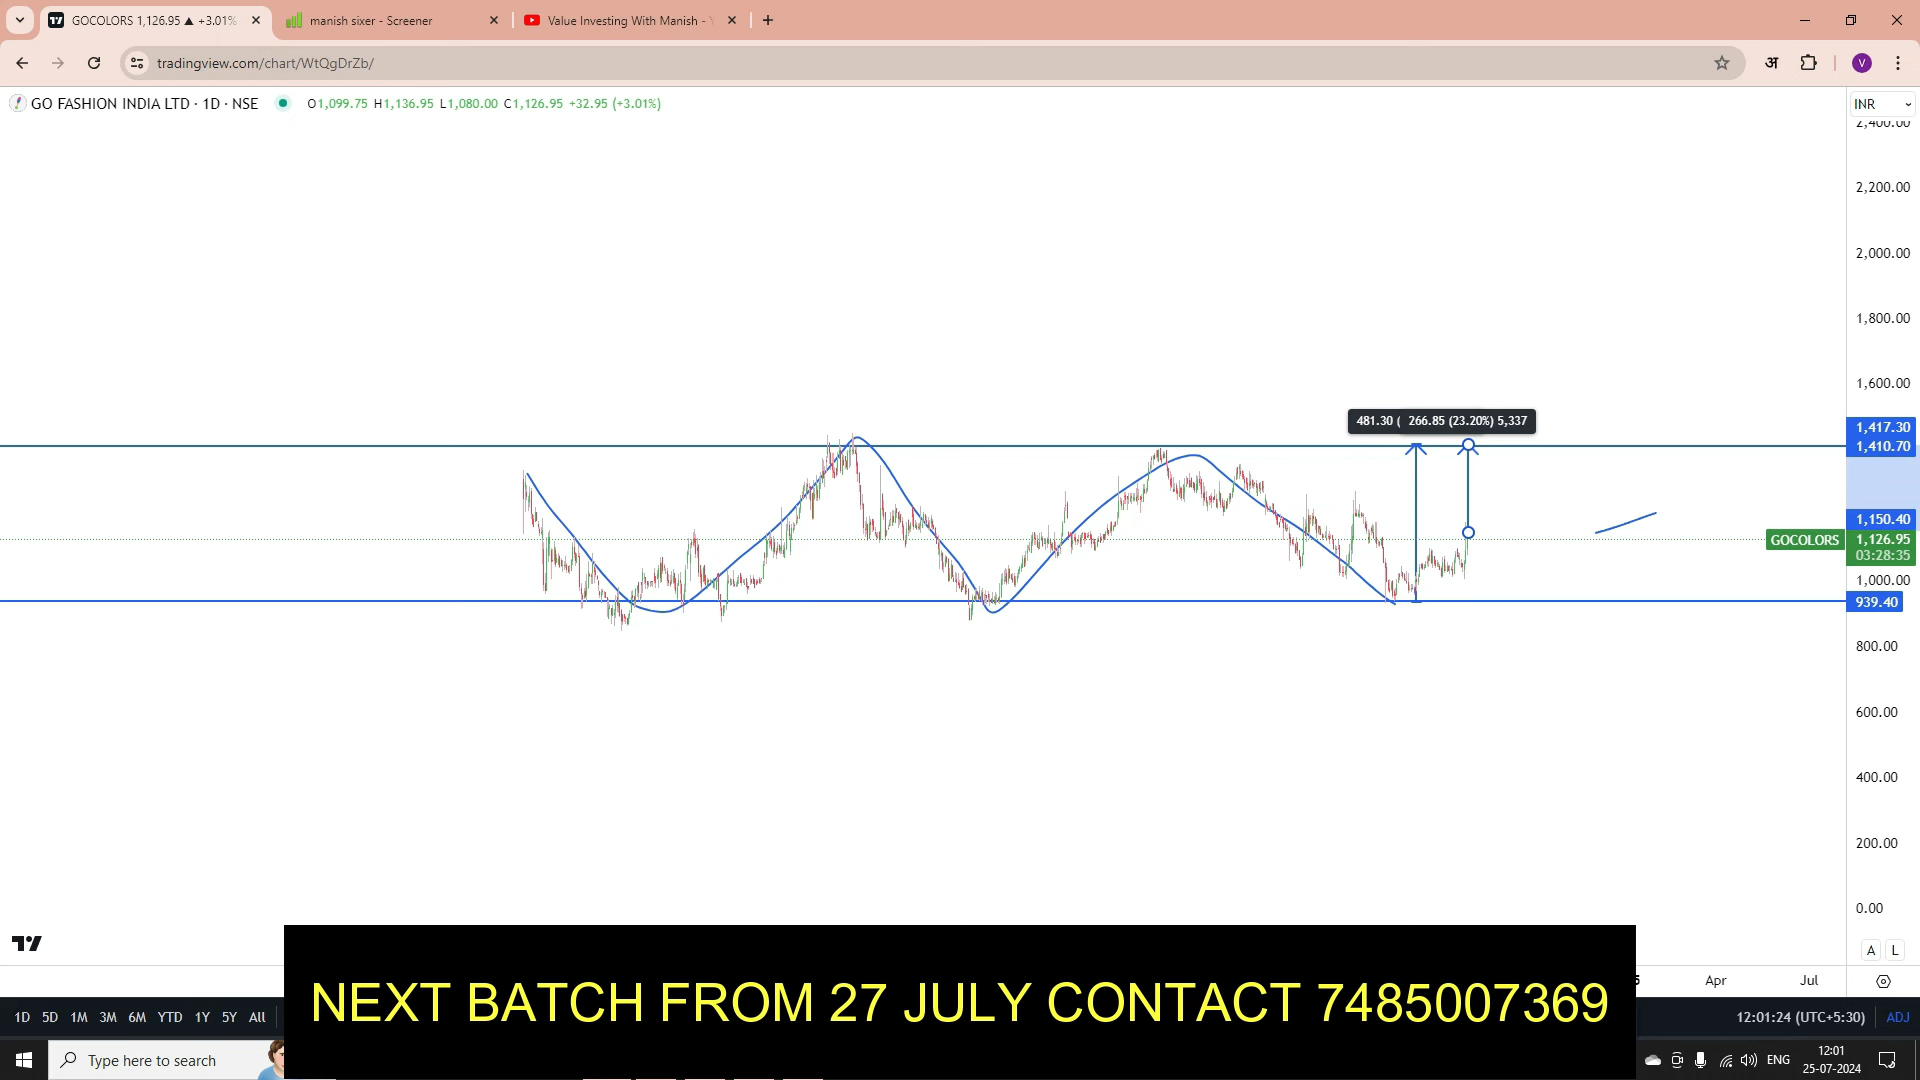 GOCOLORS 1,126.95 ▲ +3.01%
manish sixer - Screener
Value Investing With Manish -
tradingview.com/chart/WtQgDrZb/
अ
V
GO FASHION INDIA LTD · 1D · NSE
O1,099.75 H1,136.95 L1,080.00 C1,126.95 +32.95 (+3.01%)
INR
2,400.00
2,200.00
2,000.00
1,800.00
1,600.00
481.30 ( 266.85 (23.20%) 5,337
1,417.30
1,410.70
1,150.40
GOCOLORS 1,126.95
03:28:35
1,000.00
939.40
800.00
600.00
400.00
200.00
0.00
A L
Apr Jul
NEXT BATCH FROM 27 JULY CONTACT 7485007369
1D 5D 1M 3M 6M YTD 1Y 5Y All
12:01:24 (UTC+5:30) ADJ
Type here to search
ENG
12:01
25-07-2024